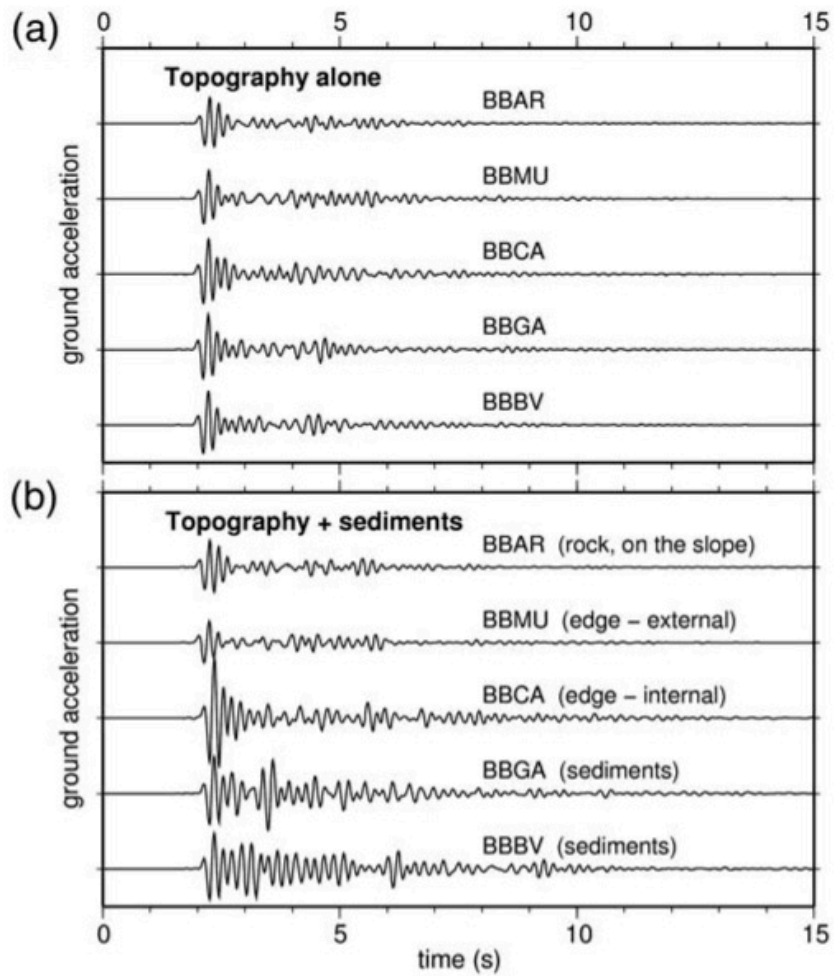 (a)
0 5 10 15
Topography alone
BBAR
BBMU
BBCA
BBGA
BBBV
ground acceleration
(b)
Topography + sediments
BBAR (rock, on the slope)
BBMU (edge – external)
BBCA (edge – internal)
BBGA (sediments)
BBBV (sediments)
ground acceleration
0 5 10 15
time (s)